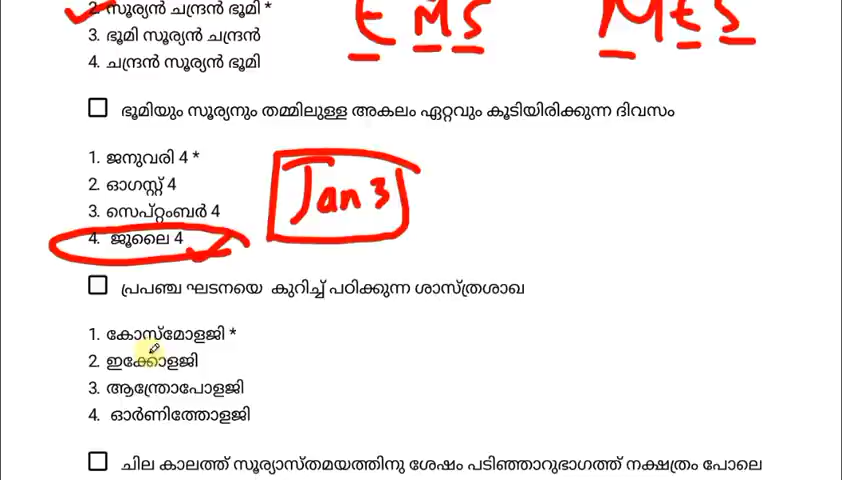 2. സൂര്യൻ ചന്ദ്രൻ ഭൂമി *
3. ഭൂമി സൂര്യൻ ചന്ദ്രൻ
4. ചന്ദ്രൻ സൂര്യൻ ഭൂമി
EMS MES
ഭൂമിയും സൂര്യനും തമ്മിലുള്ള അകലം ഏറ്റവും കൂടിയിരിക്കുന്ന ദിവസം
1. ജനുവരി 4 *
2. ഓഗസ്റ്റ് 4
3. സെപ്റ്റംബർ 4
4. ജൂലൈ 4
Jan 3
പ്രപഞ്ച ഘടനയെ കുറിച്ച് പഠിക്കുന്ന ശാസ്ത്രശാഖ
1. കോസ്മോളജി *
2. ഇക്കോളജി
3. ആന്ത്രോപോളജി
4. ഓർണിത്തോളജി
ചില കാലത്ത് സൂര്യാസ്തമയത്തിനു ശേഷം പടിഞ്ഞാറുഭാഗത്ത് നക്ഷത്രം പോലെ